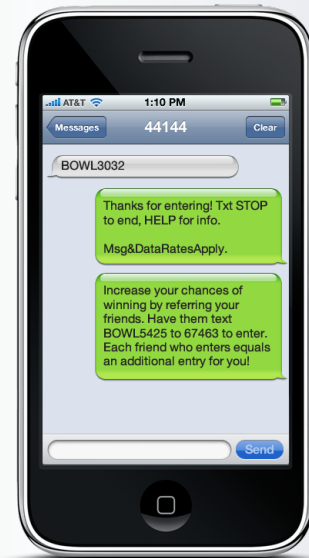 AT&T 1:10 PM
Messages 44144 Clear
BOWL3032
Thanks for entering! Txt STOP
to end, HELP for info.
Msg&DataRatesApply.
Increase your chances of
winning by referring your
friends. Have them text
BOWL5425 to 67463 to enter.
Each friend who enters equals
an additional entry for you!
Send